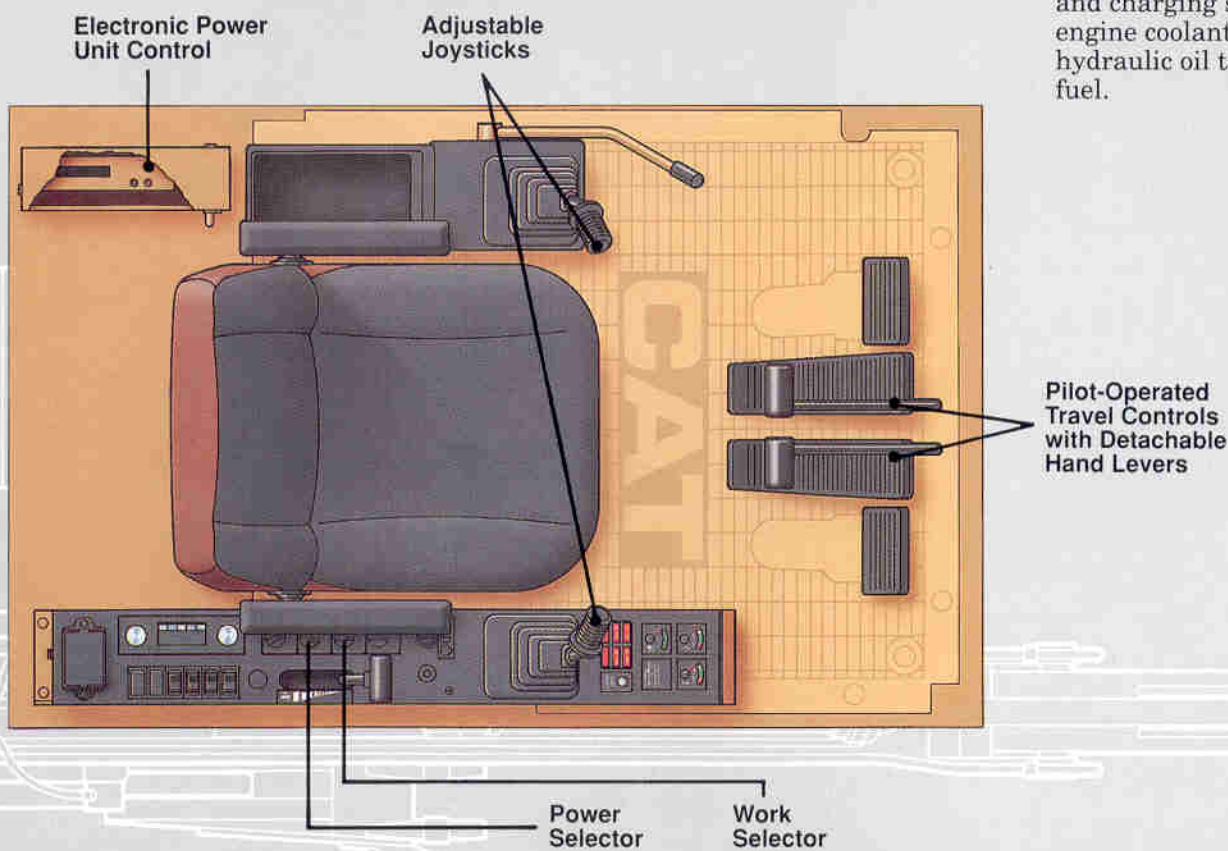 Electronic Power
Unit Control
Adjustable
Joysticks
and charging
engine coolant
hydraulic oil
fuel.
CAT
Pilot-Operated
Travel Controls
with Detachable
Hand Levers
Power
Selector
Work
Selector